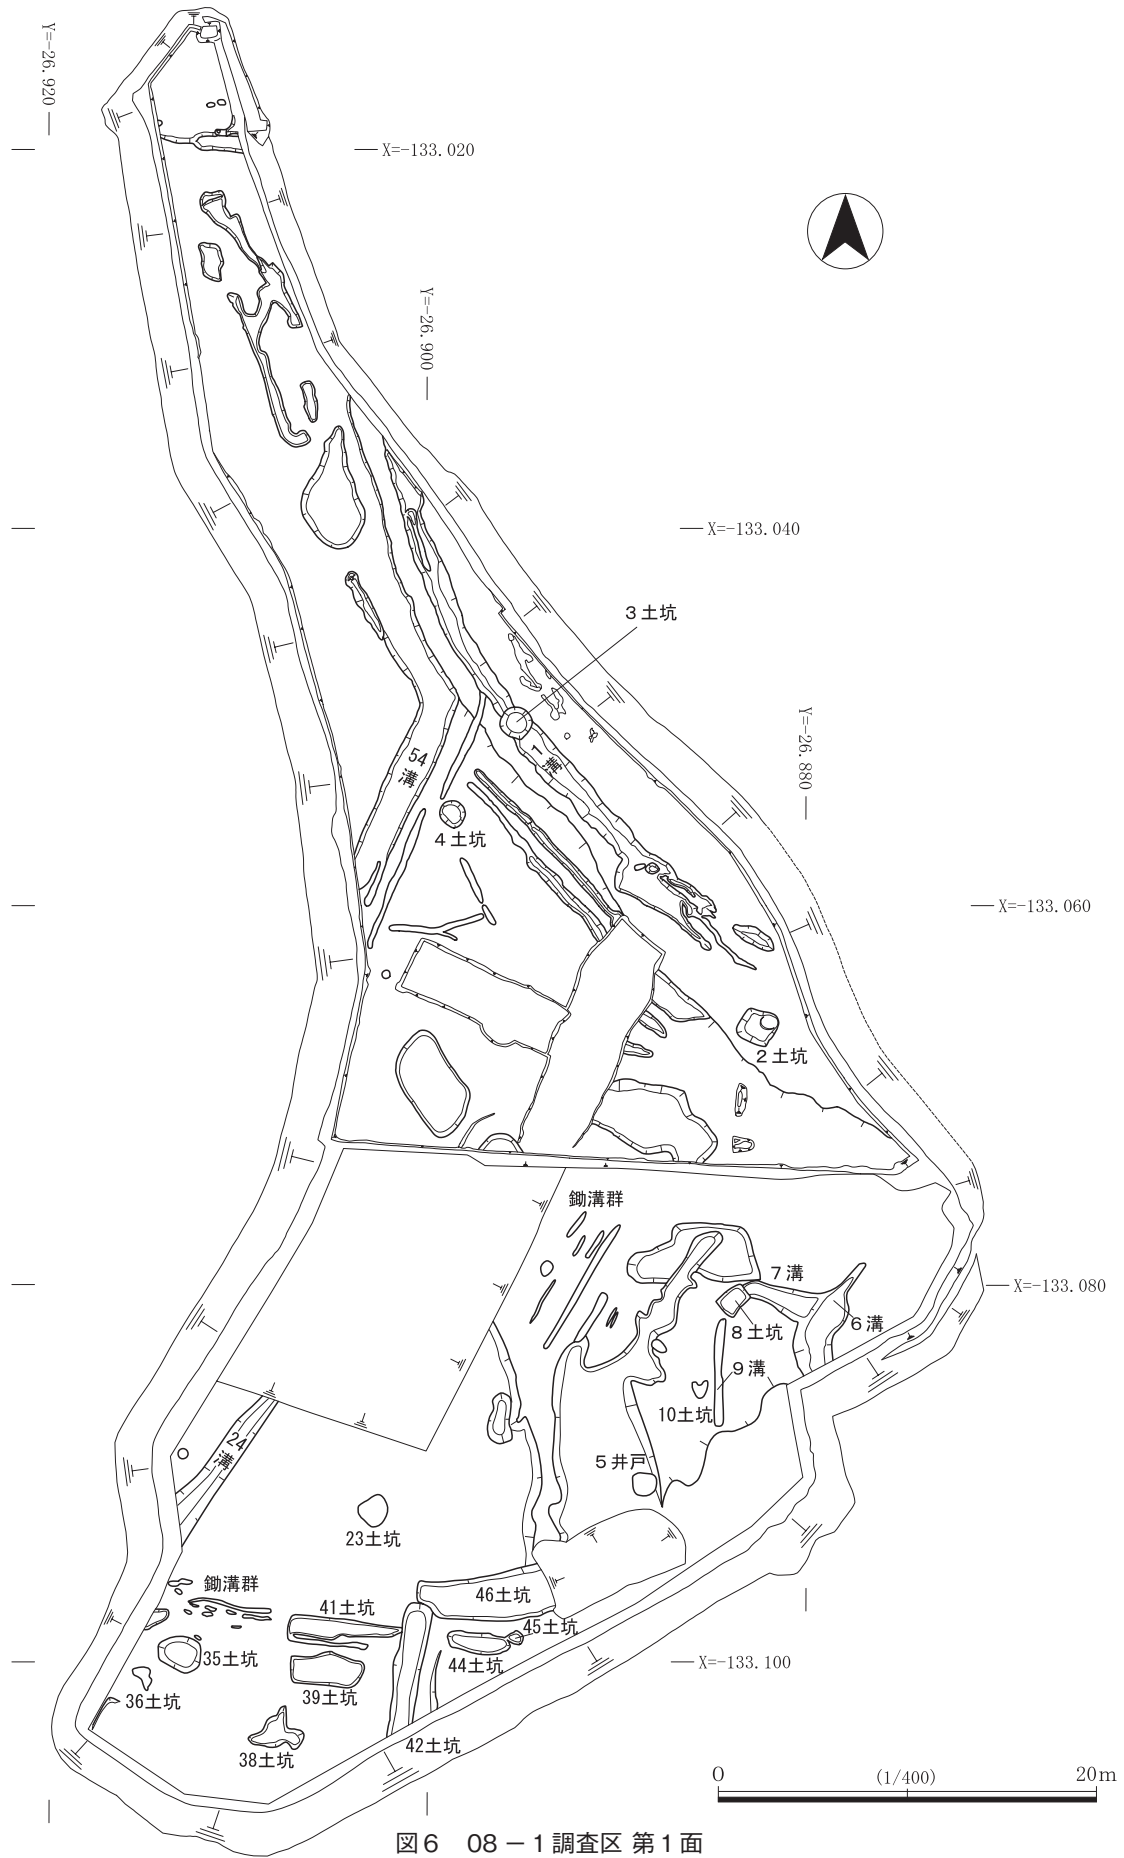 Y=-26.920
X=-133.020
Y=-26.900
X=-133.040
3土坑
Y=-26.880
1溝
54溝
4土坑
X=-133.060
2土坑
鋤溝群
7溝
X=-133.080
6溝
8土坑
9溝
10土坑
24溝
5井戸
23土坑
鋤溝群
46土坑
41土坑
45土坑
35土坑
44土坑
X=-133.100
36土坑
39土坑
42土坑
38土坑
0 (1/400) 20m
図6 08-1調査区 第1面